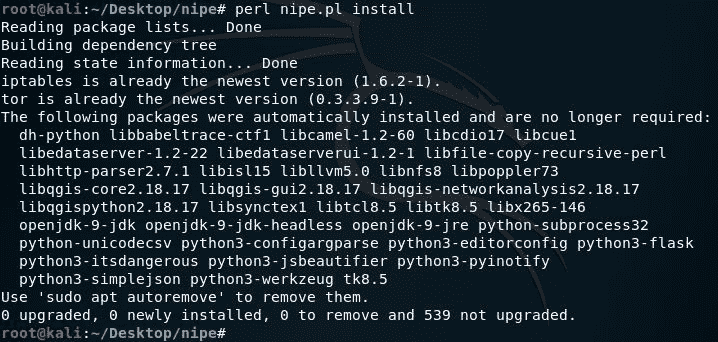 root@kali:~/Desktop/nipe# perl nipe.pl install
Reading package lists... Done
Building dependency tree
Reading state information... Done
iptables is already the newest version (1.6.2-1).
tor is already the newest version (0.3.3.9-1).
The following packages were automatically installed and are no longer required:
  dh-python libbabeltrace-ctf1 libcamel-1.2-60 libcdio17 libcue1
  libedataserver-1.2-22 libedataserverui-1.2-1 libfile-copy-recursive-perl
  libhttp-parser2.7.1 libisl15 libllvm5.0 libnfs8 libpoppler73
  libqgis-core2.18.17 libqgis-gui2.18.17 libqgis-networkanalysis2.18.17
  libqgispython2.18.17 libsynctex1 libtcl8.5 libtk8.5 libx265-146
  openjdk-9-jdk openjdk-9-jdk-headless openjdk-9-jre python-subprocess32
  python-unicodecsv python3-configargparse python3-editorconfig python3-flask
  python3-itsdangerous python3-jsbeautifier python3-pyinotify
  python3-simplejson python3-werkzeug tk8.5
Use 'sudo apt autoremove' to remove them.
0 upgraded, 0 newly installed, 0 to remove and 539 not upgraded.
root@kali:~/Desktop/nipe#